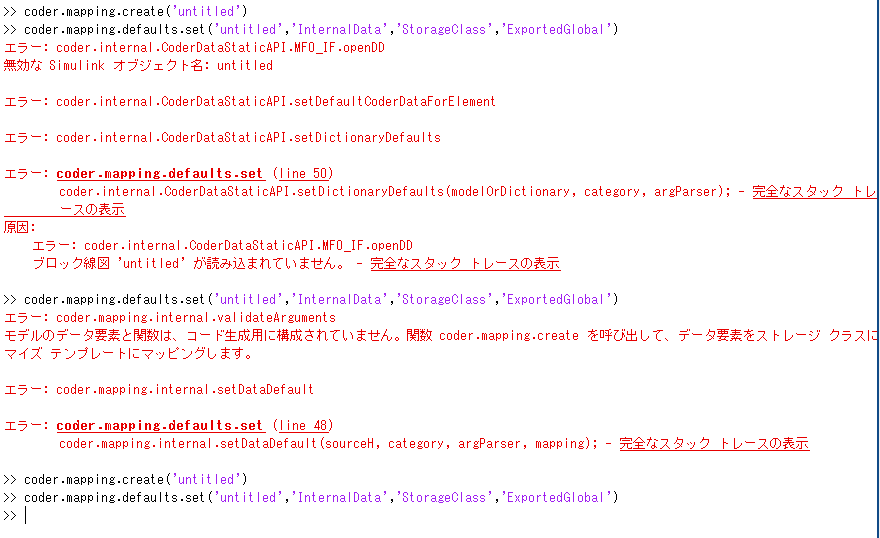 >> coder.mapping.create('untitled')
>> coder.mapping.defaults.set('untitled','InternalData','StorageClass','ExportedGlobal')
エラー: coder.internal.CoderDataStaticAPI.MFO_IF.openDD
無効な Simulink オブジェクト名: untitled
エラー: coder.internal.CoderDataStaticAPI.setDefaultCoderDataForElement
エラー: coder.internal.CoderDataStaticAPI.setDictionaryDefaults
エラー: coder.mapping.defaults.set (line 50)
coder.internal.CoderDataStaticAPI.setDictionaryDefaults(modelOrDictionary, category, argParser); - 完全なスタック トレ
ースの表示
原因:
エラー: coder.internal.CoderDataStaticAPI.MFO_IF.openDD
ブロック線図 'untitled' が読み込まれていません。 - 完全なスタック トレースの表示
>> coder.mapping.defaults.set('untitled','InternalData','StorageClass','ExportedGlobal')
エラー: coder.mapping.internal.validateArguments
モデルのデータ要素と関数は、コード生成用に構成されていません。関数 coder.mapping.create を呼び出して、データ要素をストレージ クラスに
マイズ テンプレートにマッピングします。
エラー: coder.mapping.internal.setDataDefault
エラー: coder.mapping.defaults.set (line 48)
coder.mapping.internal.setDataDefault(sourceH, category, argParser, mapping); - 完全なスタック トレースの表示
>> coder.mapping.create('untitled')
>> coder.mapping.defaults.set('untitled','InternalData','StorageClass','ExportedGlobal')
>>